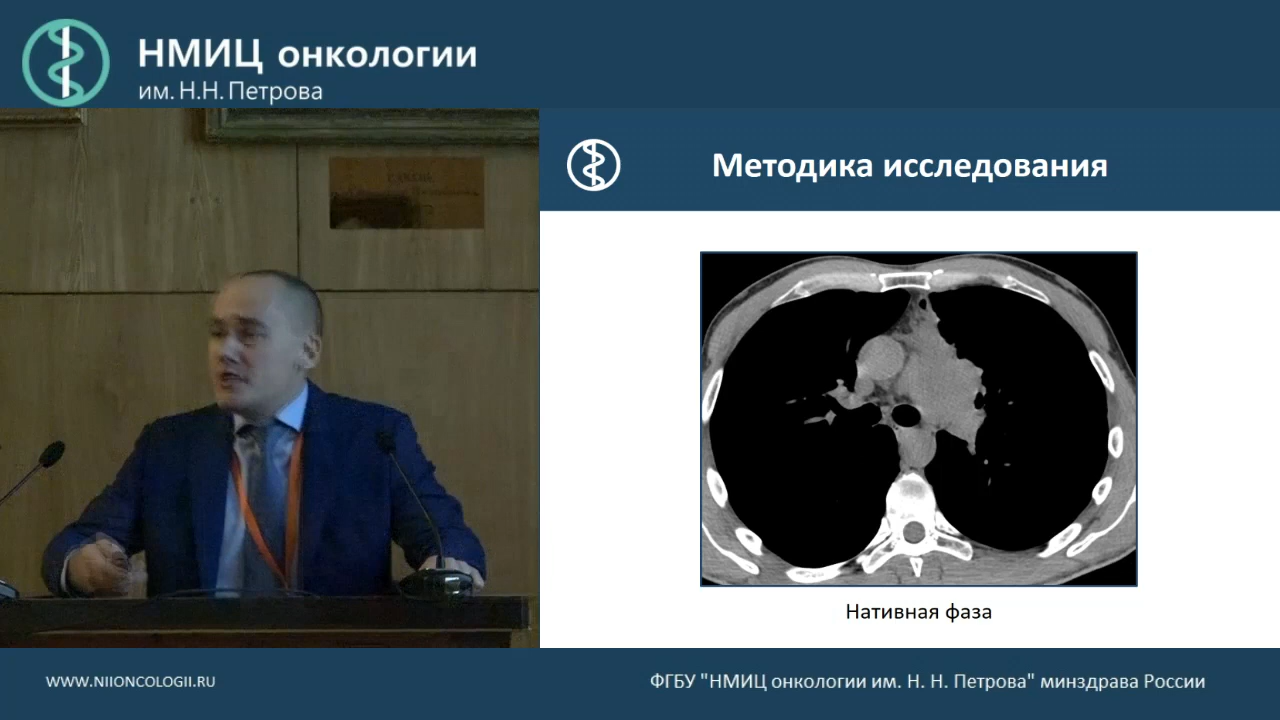 НМИЦ онкологии
им. Н.Н. Петрова
Методика исследования
Нативная фаза
WWW.NIIONCOLOGII.RU
ФГБУ "НМИЦ онкологии им. Н. Н. Петрова" минздрава России